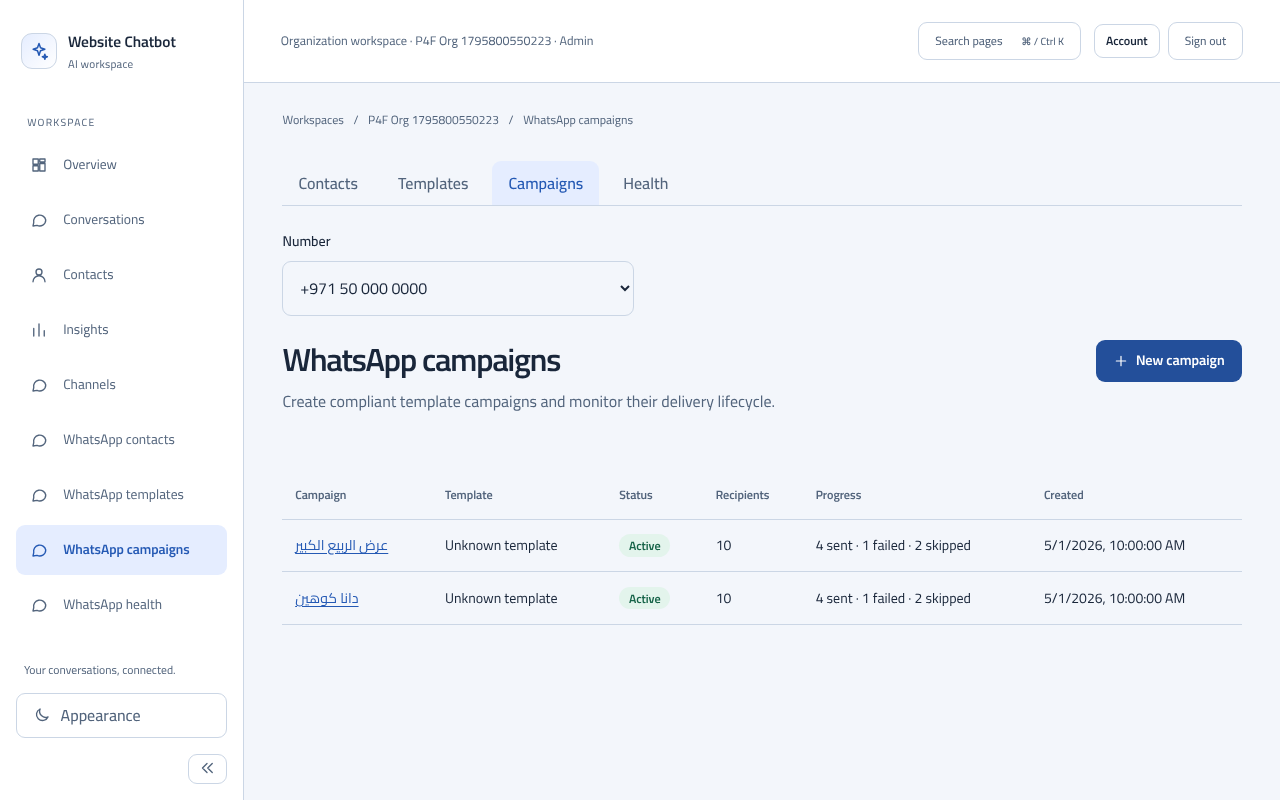 Website Chatbot
AI workspace
WORKSPACE
Overview
Conversations
Contacts
Insights
Channels
WhatsApp contacts
WhatsApp templates
WhatsApp campaigns
WhatsApp health
Your conversations, connected.
Appearance
Organization workspace · P4F Org 1795800550223 · Admin
Search pages ⌘ / Ctrl K
Account
Sign out
Workspaces / P4F Org 1795800550223 / WhatsApp campaigns
Contacts Templates Campaigns Health
Number
+971 50 000 0000
WhatsApp campaigns
New campaign
Create compliant template campaigns and monitor their delivery lifecycle.
Campaign Template Status Recipients Progress Created
عرض الربيع الكبير Unknown template Active 10 4 sent · 1 failed · 2 skipped 5/1/2026, 10:00:00 AM
دانا كوهين Unknown template Active 10 4 sent · 1 failed · 2 skipped 5/1/2026, 10:00:00 AM